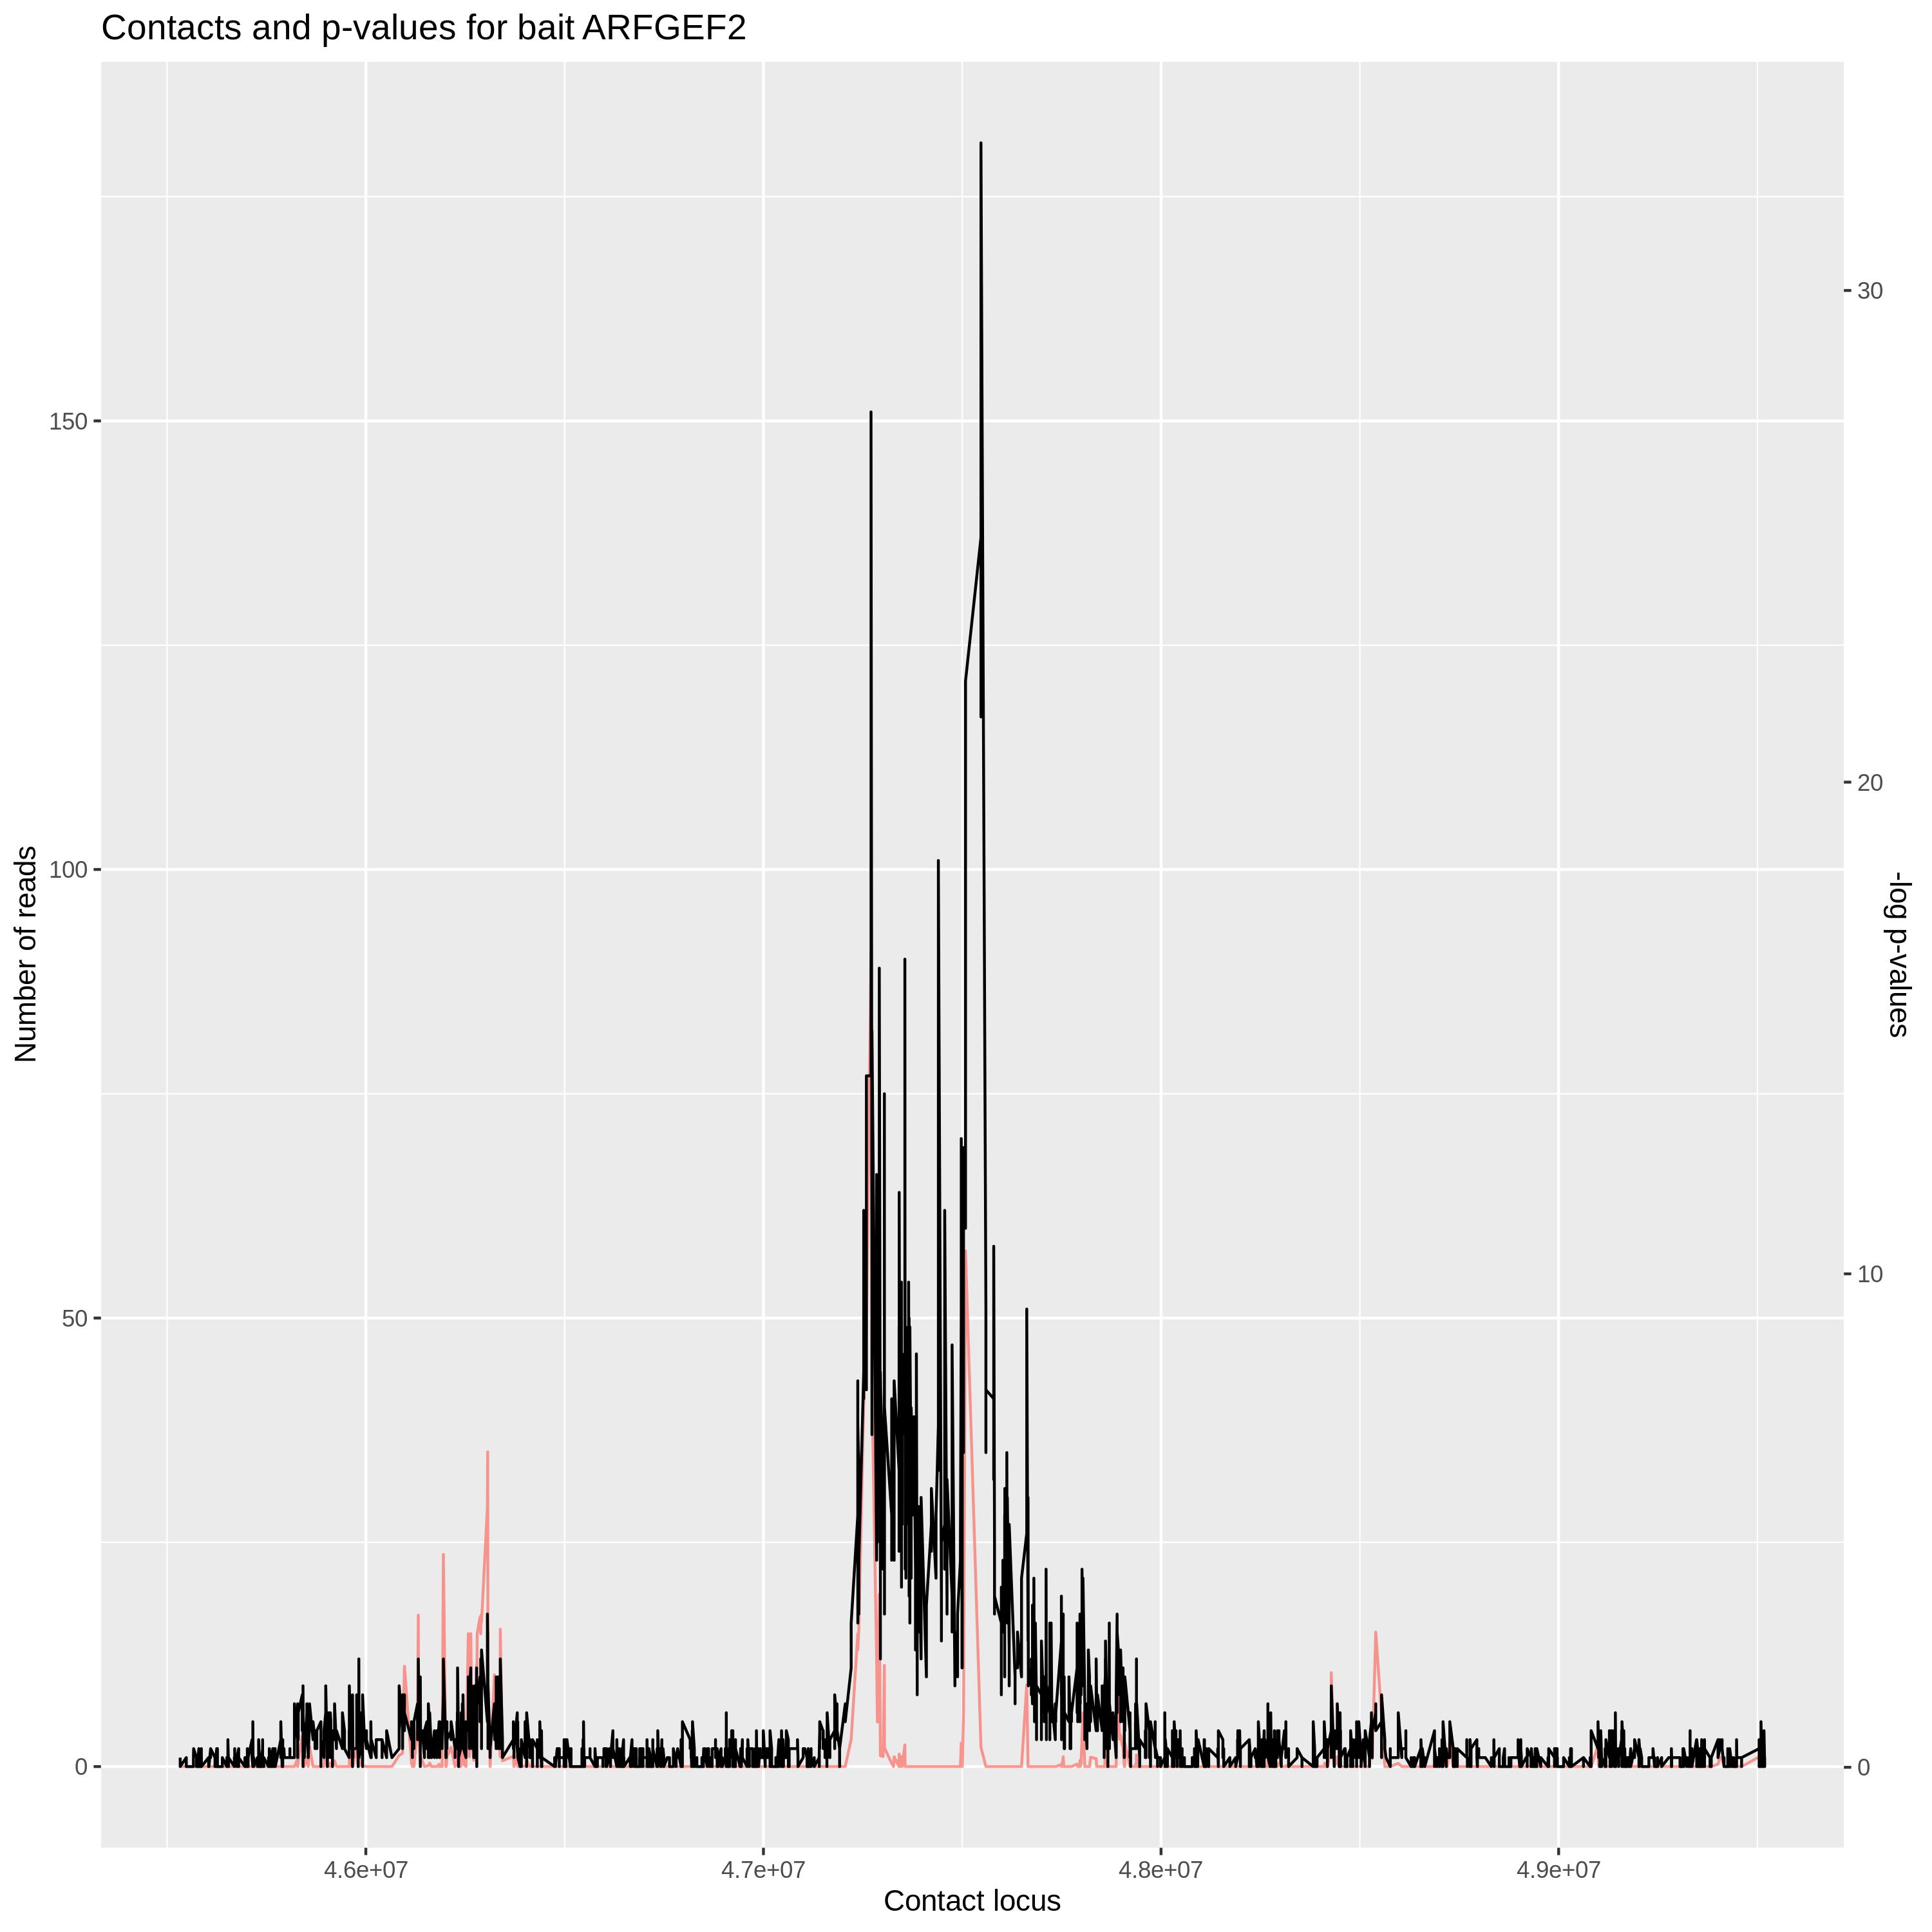 Contacts and p-values for bait ARFGEF2
Number of reads
150
100
50
0
30
20
10
0
-log p-values
4.6e+07
4.7e+07
4.8e+07
4.9e+07
Contact locus